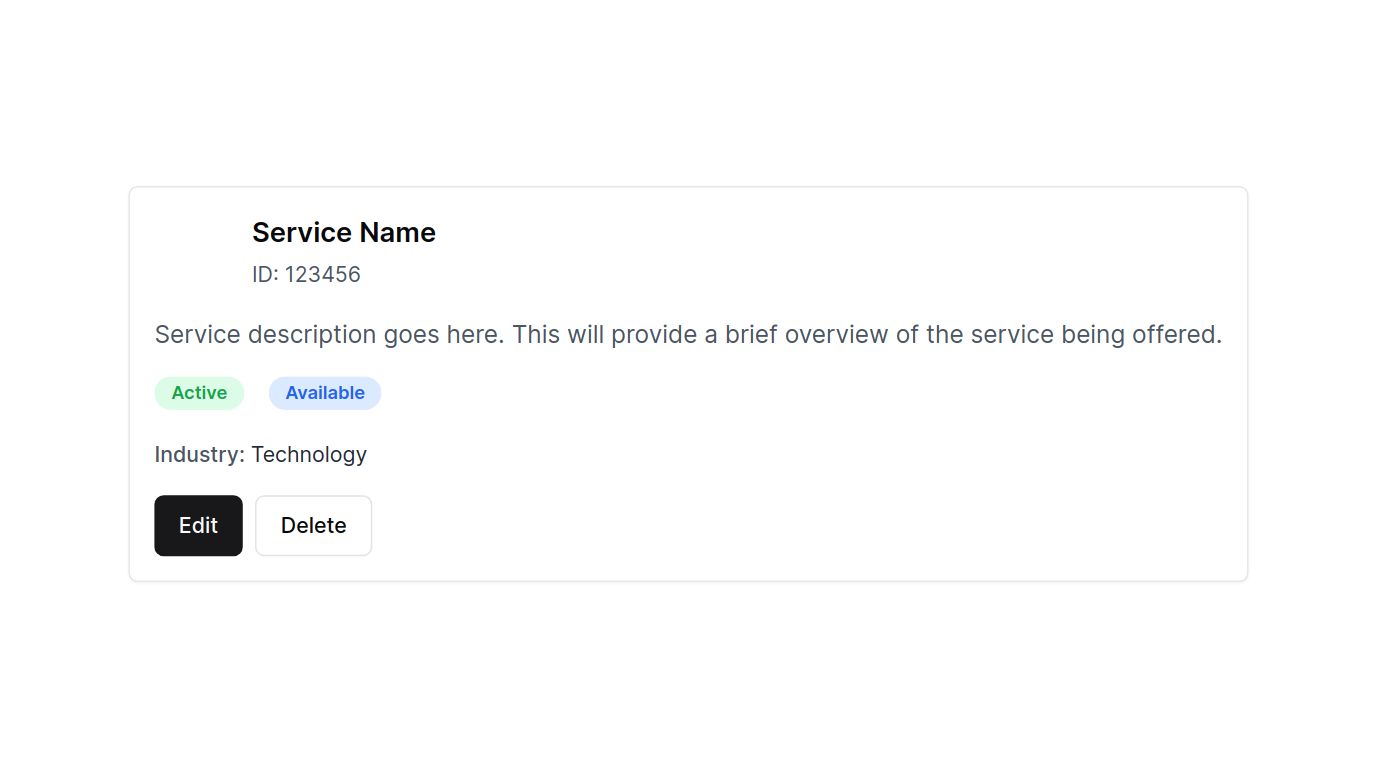 Service Name
ID: 123456
Service description goes here. This will provide a brief overview of the service being offered.
Active Available
Industry: Technology
Edit Delete